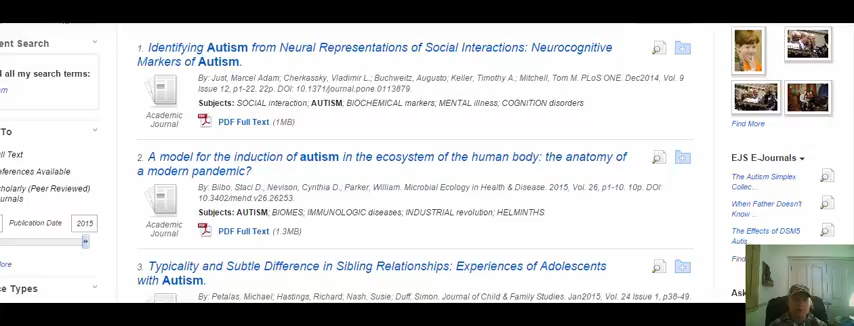 ent Search
all my search terms:
To
Full Text
eferences Available
cholarly (Peer Reviewed)
urnals
Publication Date 2015
ore
e Types
1. Identifying Autism from Neural Representations of Social Interactions: Neurocognitive
Markers of Autism.
By: Just, Marcel Adam; Cherkassky, Vladimir L.; Buchweitz, Augusto; Keller, Timothy A.; Mitchell, Tom M. PLoS ONE. Dec2014, Vol. 9
Issue 12, p1-22. 22p. DOI: 10.1371/journal.pone.0113879.
Subjects: SOCIAL interaction; AUTISM; BIOCHEMICAL markers; MENTAL illness; COGNITION disorders
Academic
Journal
PDF Full Text (1MB)
2. A model for the induction of autism in the ecosystem of the human body: the anatomy of
a modern pandemic?
By: Bilbo, Staci D., Nevison, Cynthia D., Parker, William. Microbial Ecology in Health & Disease. 2015, Vol. 26, p1-10. 10p. DOI:
10.3402/mehd.v26.26253.
Subjects: AUTISM; BIOMES; IMMUNOLOGIC diseases; INDUSTRIAL revolution; HELMINTHS
Academic
Journal
PDF Full Text (1.3MB)
3. Typicality and Subtle Difference in Sibling Relationships: Experiences of Adolescents
with Autism.
By: Petalas, Michael; Hastings, Richard; Nash, Susie; Duff, Simon. Journal of Child & Family Studies. Jan2015, Vol. 24 Issue 1, p38-49.
Find More
EJS E-Journals
The Autism Simplex
Collec...
When Father Doesn't
Know ...
The Effects of DSM5
Autis
Find
Ask